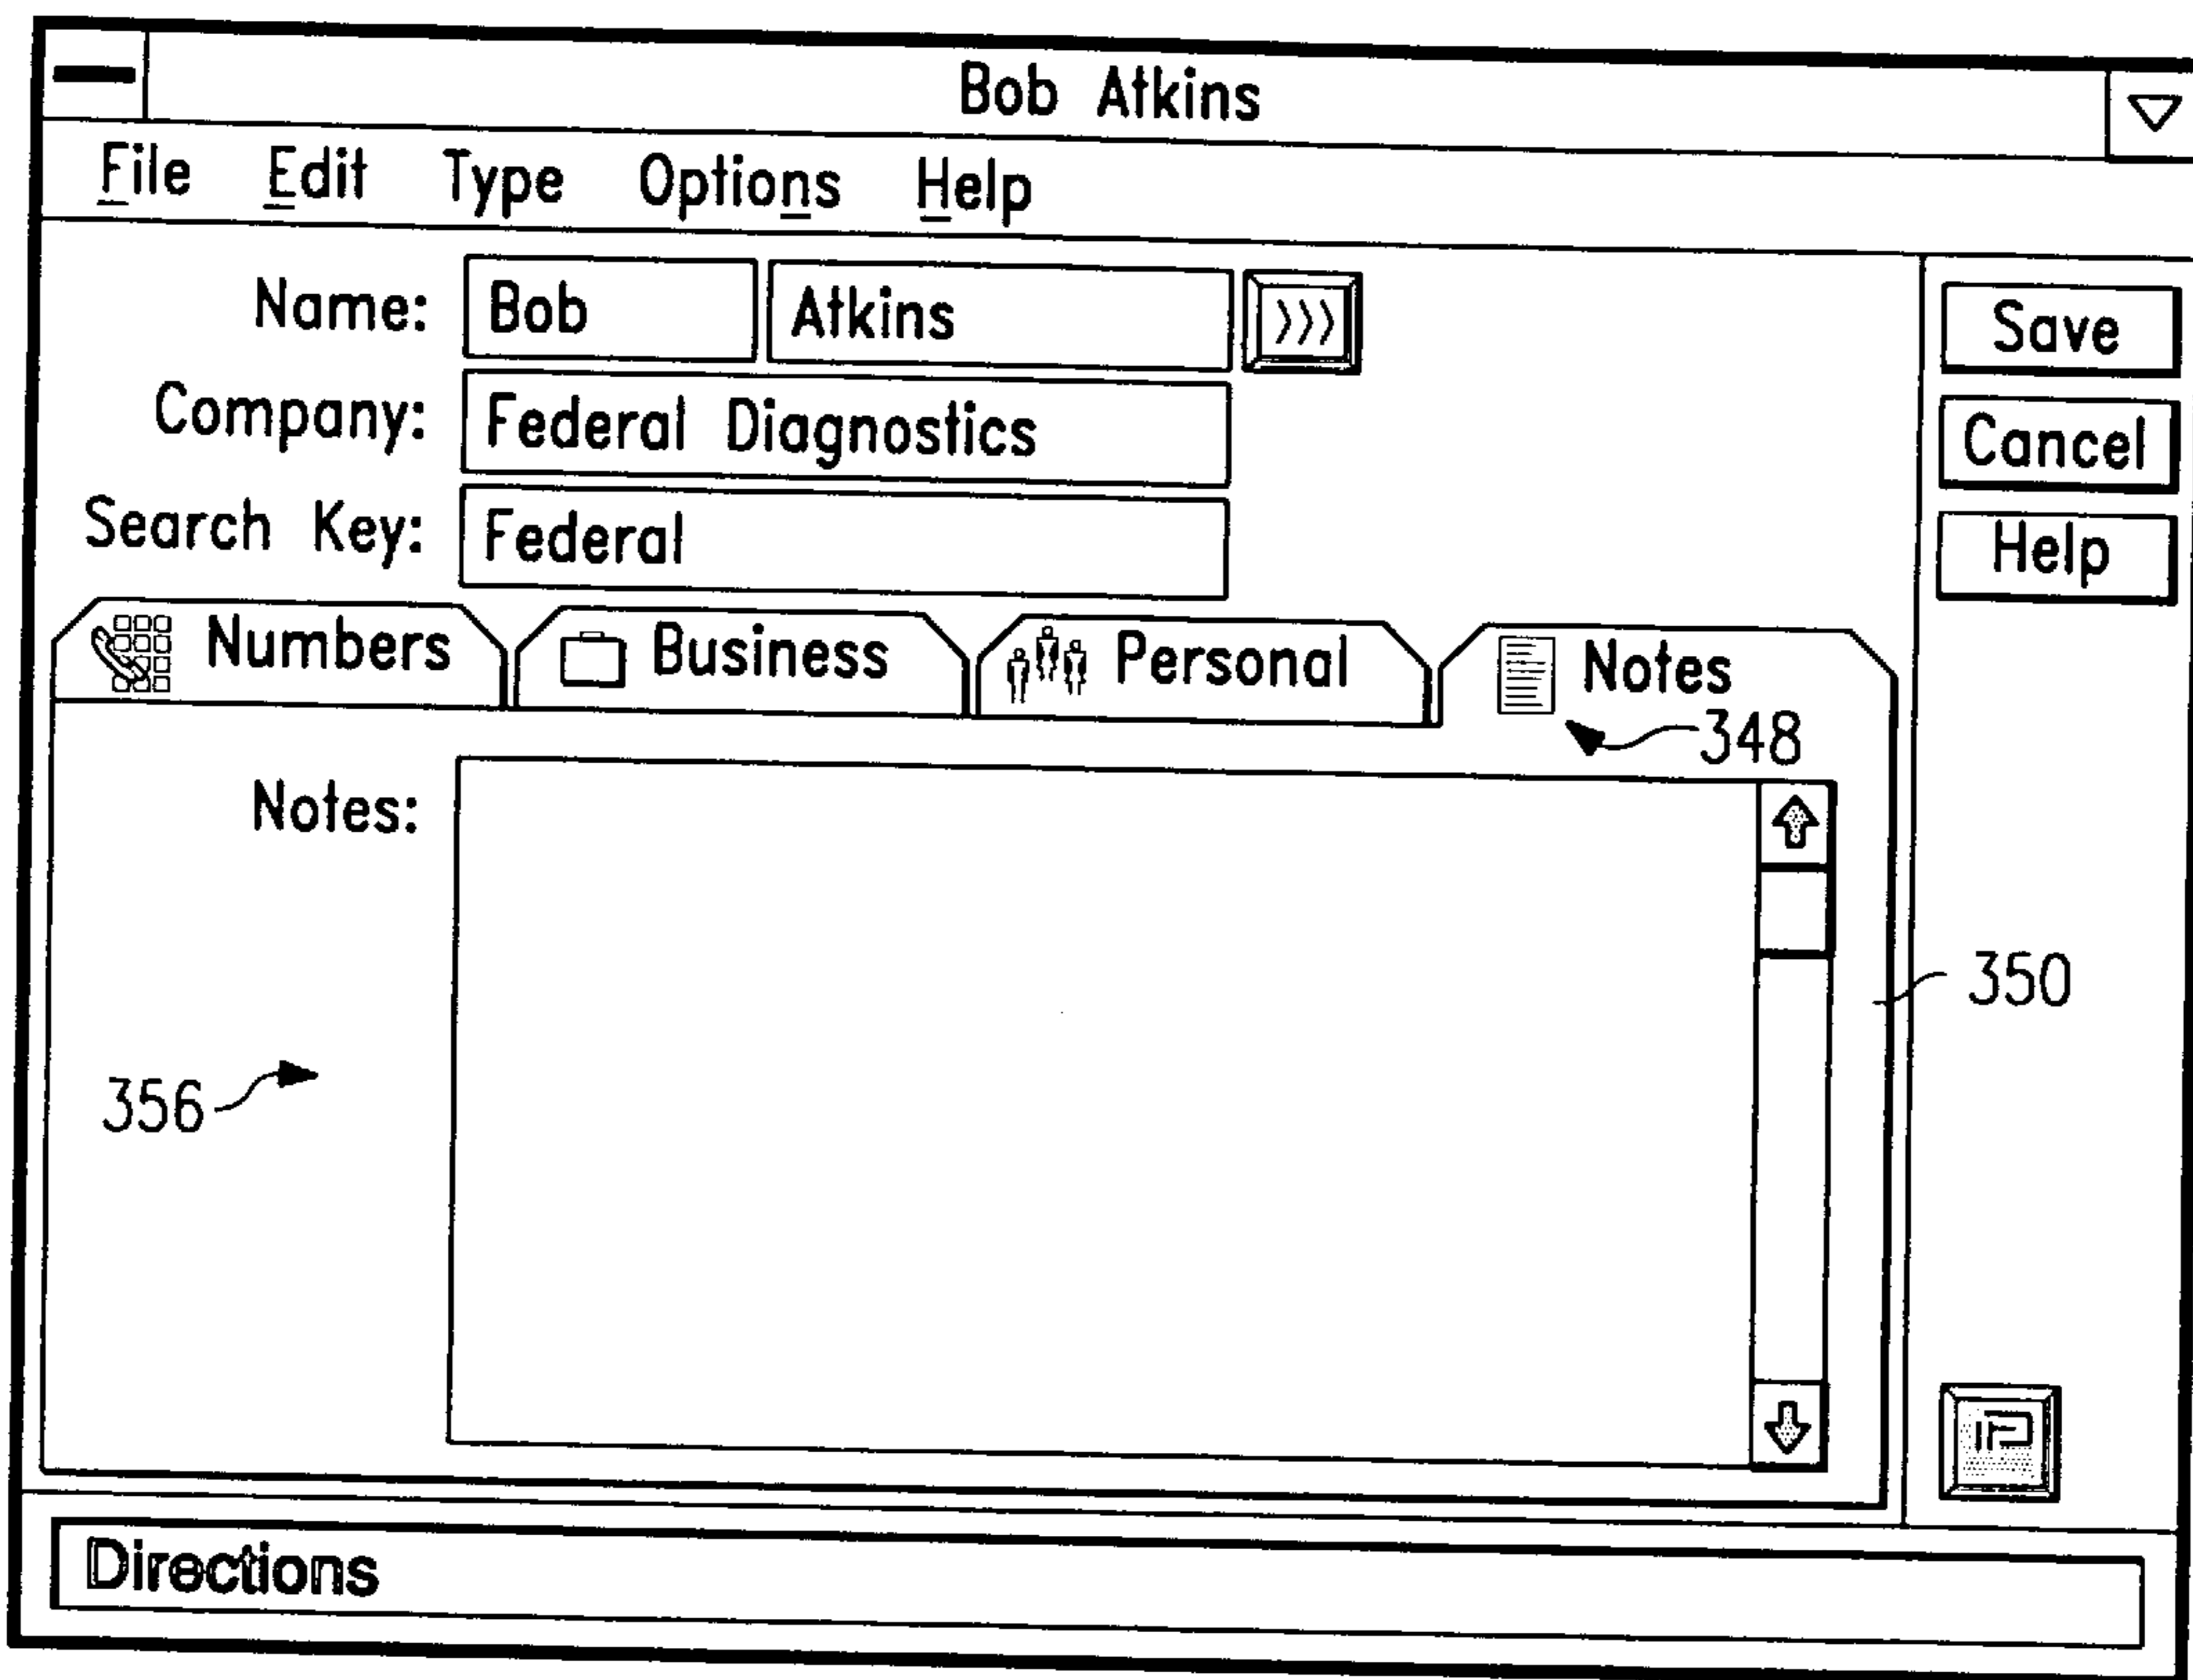 Bob Atkins
File Edit Type Options Help
Name: Bob Atkins >>> Save
Company: Federal Diagnostics Cancel
Search Key: Federal Help
Numbers Business Personal Notes
348
Notes:
350
356
Directions